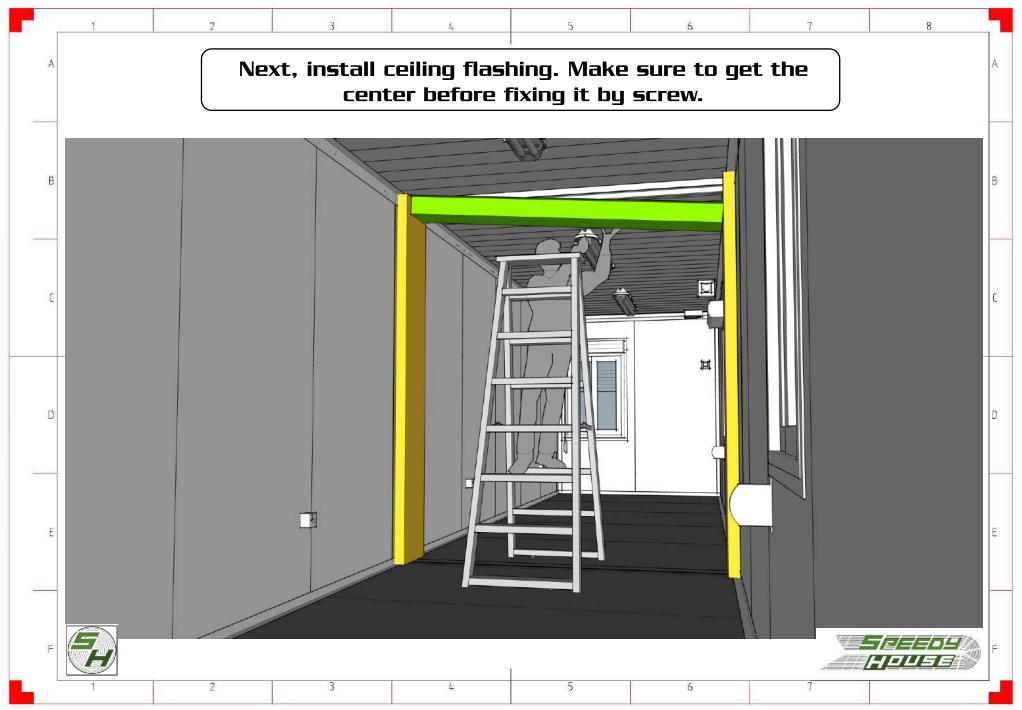 1 2 3 4 5 6 7 8
Next, install ceiling flashing. Make sure to get the
center before fixing it by screw.
A A
B B
C C
D D
E E
F F
SH
SPEEDY
HOUSE
1 2 3 4 5 6 7